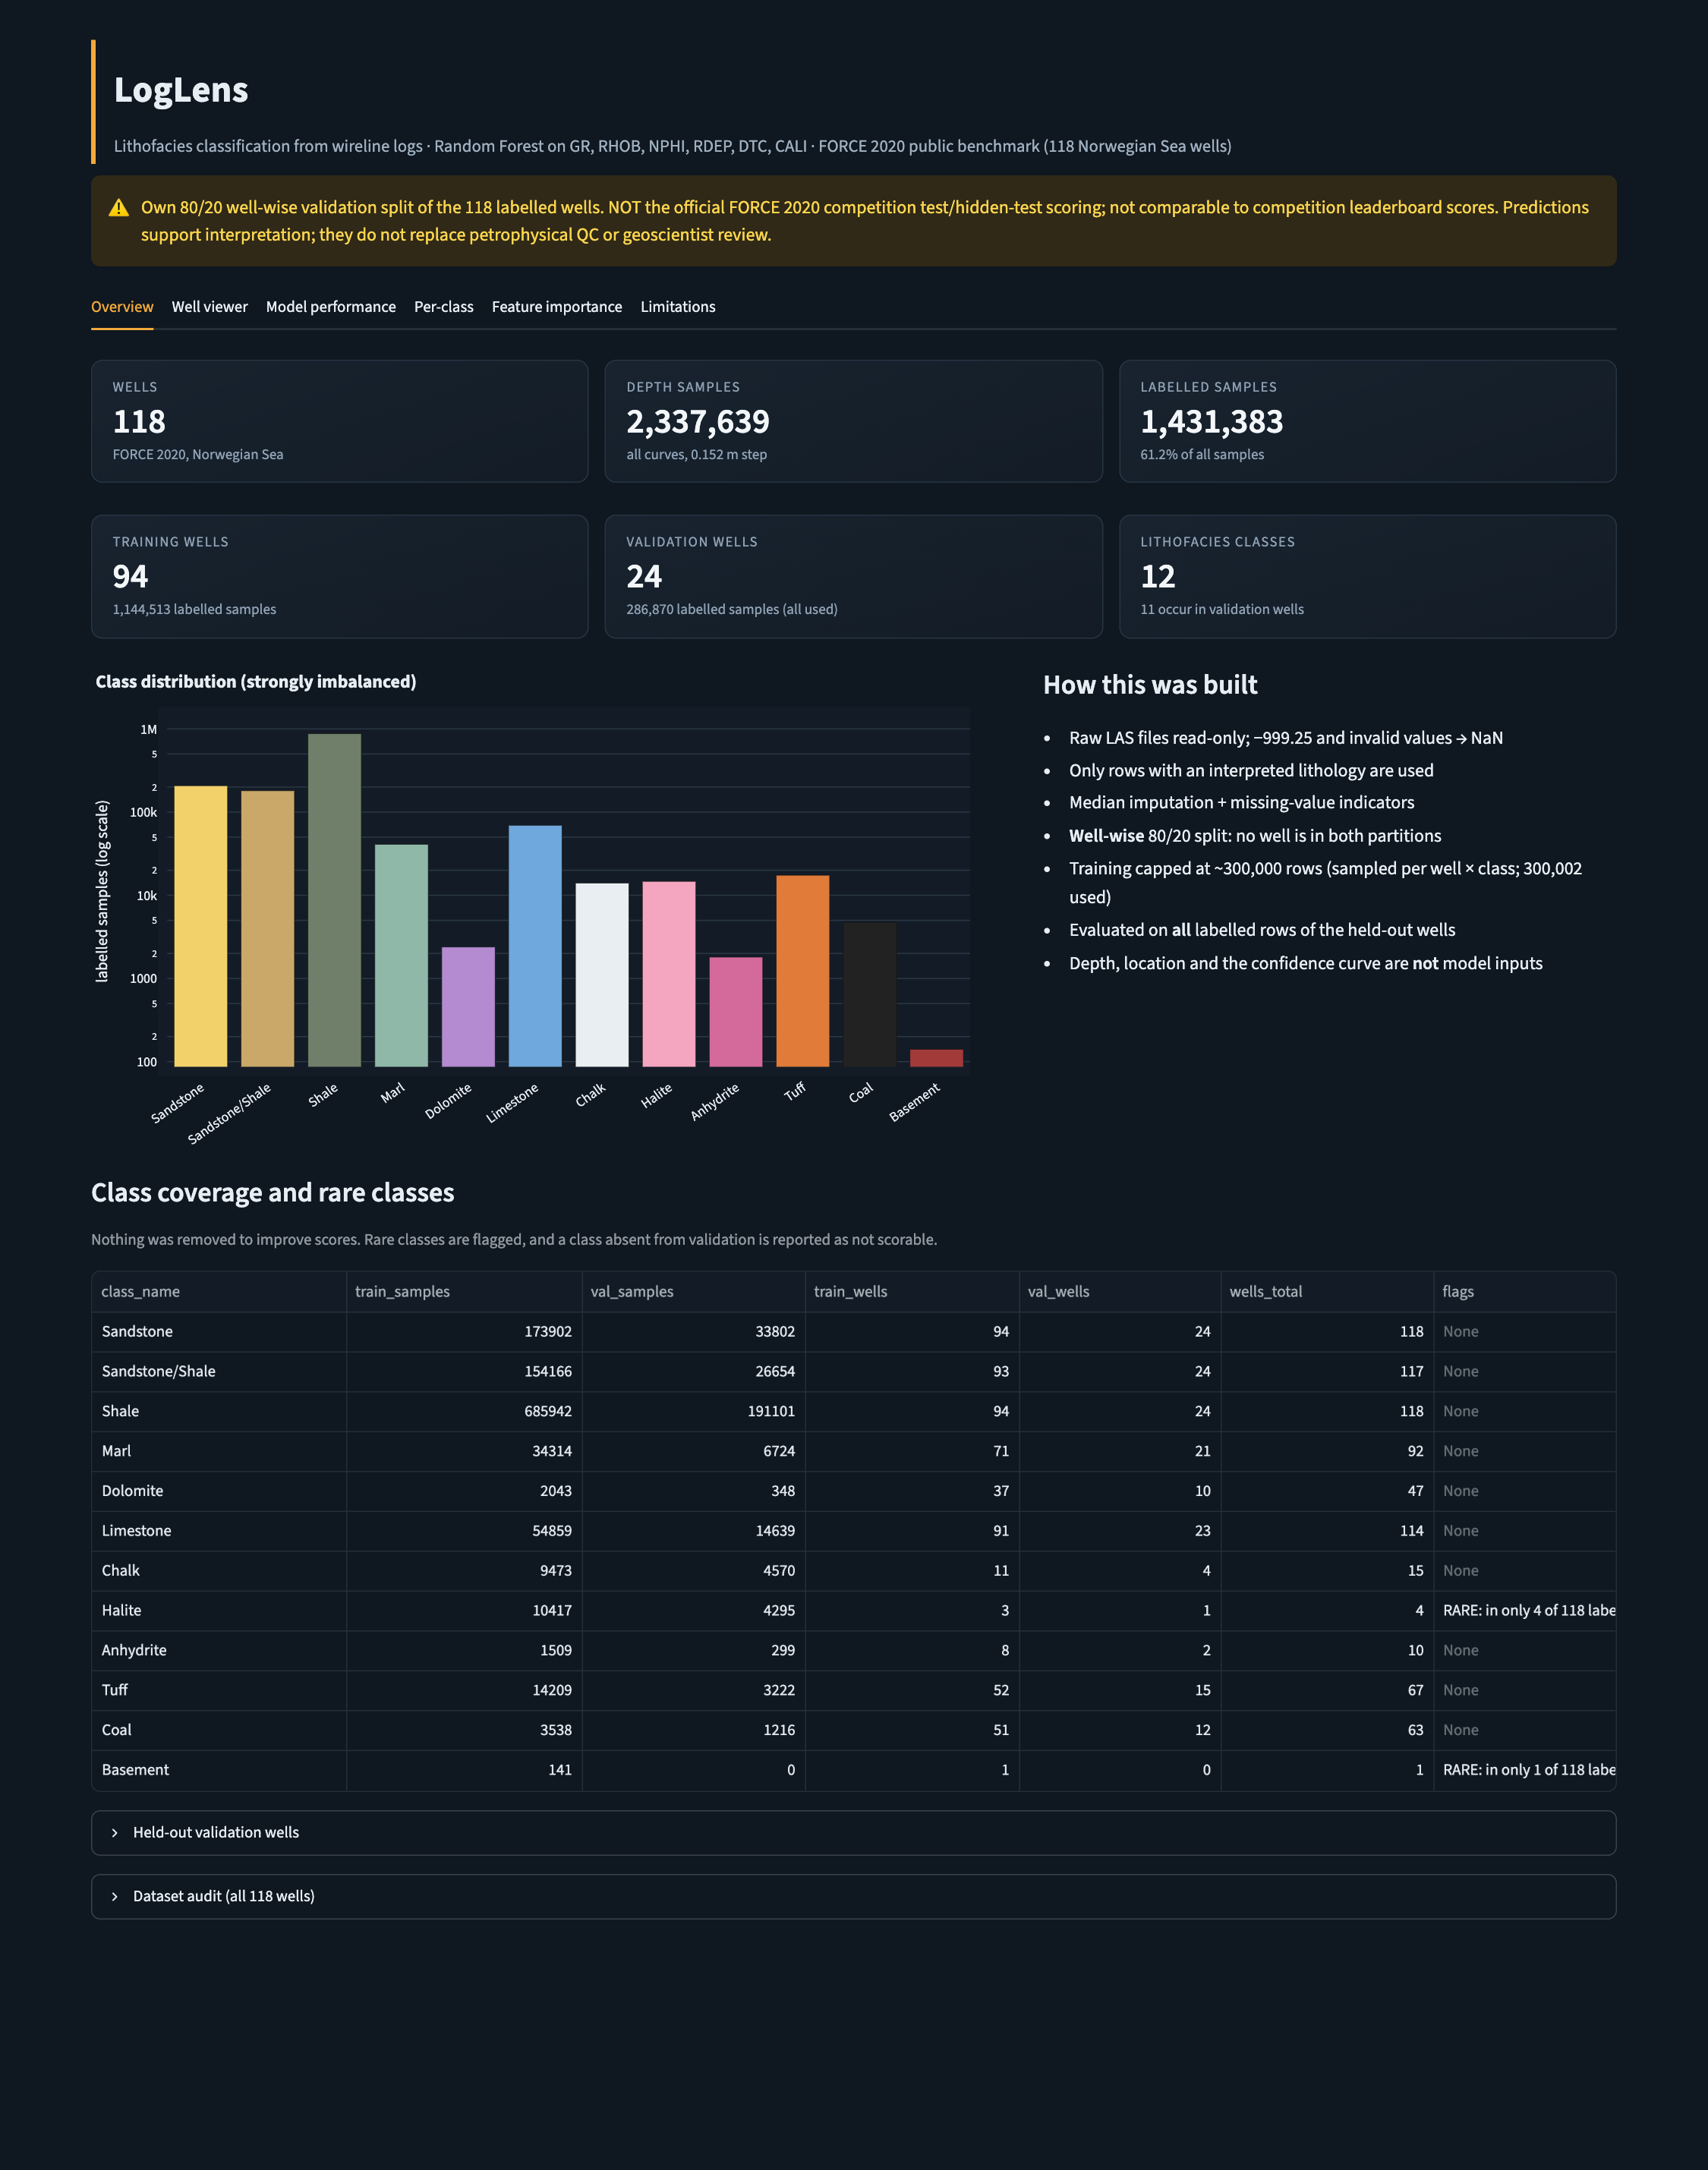 LogLens
Lithofacies classification from wireline logs · Random Forest on GR, RHOB, NPHI, RDEP, DTC, CALI · FORCE 2020 public benchmark (118 Norwegian Sea wells)
Own 80/20 well-wise validation split of the 118 labelled wells. NOT the official FORCE 2020 competition test/hidden-test scoring; not comparable to competition leaderboard scores. Predictions
support interpretation; they do not replace petrophysical QC or geoscientist review.
Overview Well viewer Model performance Per-class Feature importance Limitations
WELLS
118
FORCE 2020, Norwegian Sea
DEPTH SAMPLES
2,337,639
all curves, 0.152 m step
LABELLED SAMPLES
1,431,383
61.2% of all samples
TRAINING WELLS
94
1,144,513 labelled samples
VALIDATION WELLS
24
286,870 labelled samples (all used)
LITHOFACIES CLASSES
12
11 occur in validation wells
Class distribution (strongly imbalanced)
labelled samples (log scale)
1M
5
2
100k
5
2
10k
5
2
1000
5
2
100
Sandstone
Sandstone/Shale
Shale
Marl
Dolomite
Limestone
Chalk
Halite
Anhydrite
Tuff
Coal
Basement
How this was built
• Raw LAS files read-only; −999.25 and invalid values → NaN
• Only rows with an interpreted lithology are used
• Median imputation + missing-value indicators
• Well-wise 80/20 split: no well is in both partitions
• Training capped at ~300,000 rows (sampled per well × class; 300,002
used)
• Evaluated on all labelled rows of the held-out wells
• Depth, location and the confidence curve are not model inputs
Class coverage and rare classes
Nothing was removed to improve scores. Rare classes are flagged, and a class absent from validation is reported as not scorable.
class_name train_samples val_samples train_wells val_wells wells_total flags
Sandstone 173902 33802 94 24 118 None
Sandstone/Shale 154166 26654 93 24 117 None
Shale 685942 191101 94 24 118 None
Marl 34314 6724 71 21 92 None
Dolomite 2043 348 37 10 47 None
Limestone 54859 14639 91 23 114 None
Chalk 9473 4570 11 4 15 None
Halite 10417 4295 3 1 4 RARE: in only 4 of 118 labe
Anhydrite 1509 299 8 2 10 None
Tuff 14209 3222 52 15 67 None
Coal 3538 1216 51 12 63 None
Basement 141 0 1 0 1 RARE: in only 1 of 118 labe
Held-out validation wells
Dataset audit (all 118 wells)